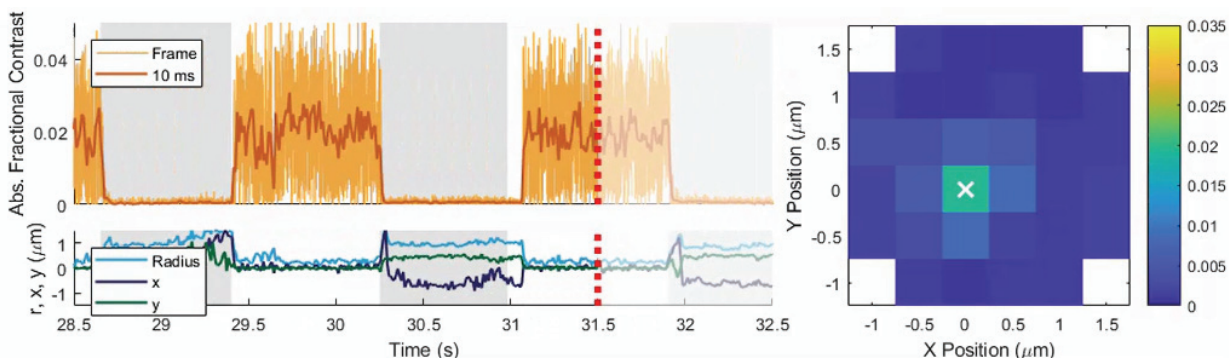 Abs. Fractional Contrast
0.04
0.02
0
Frame
10 ms
r, x, y (μm)
1
0
-1
Radius
x
y
28.5 29 29.5 30 30.5 31 31.5 32 32.5
Time (s)
Y Position (μm)
1.5
1
0.5
0
-0.5
-1
-1 -0.5 0 0.5 1 1.5
X Position (μm)
0.035
0.03
0.025
0.02
0.015
0.01
0.005
0